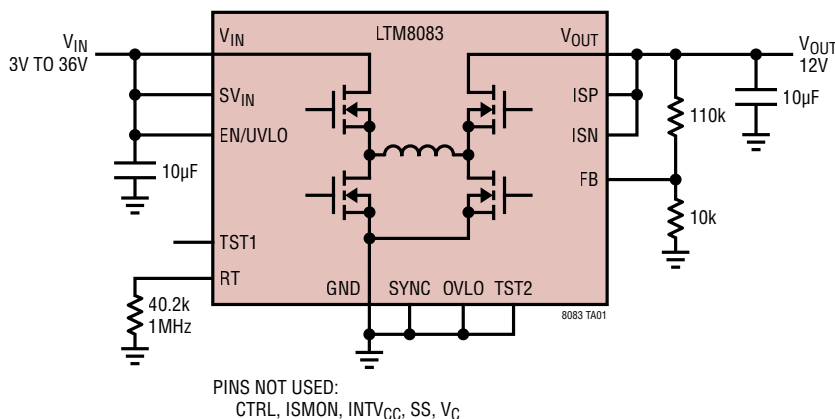 LTM8083
VIN
3V TO 36V
VIN
VOUT
VOUT
12V
SVIN
ISP
EN/UVLO
ISN
110k
10µF
10µF
FB
10k
TST1
RT
GND
SYNC
OVLO
TST2
40.2k
1MHz
8083 TA01
PINS NOT USED:
CTRL, ISMON, INTVCC, SS, VC